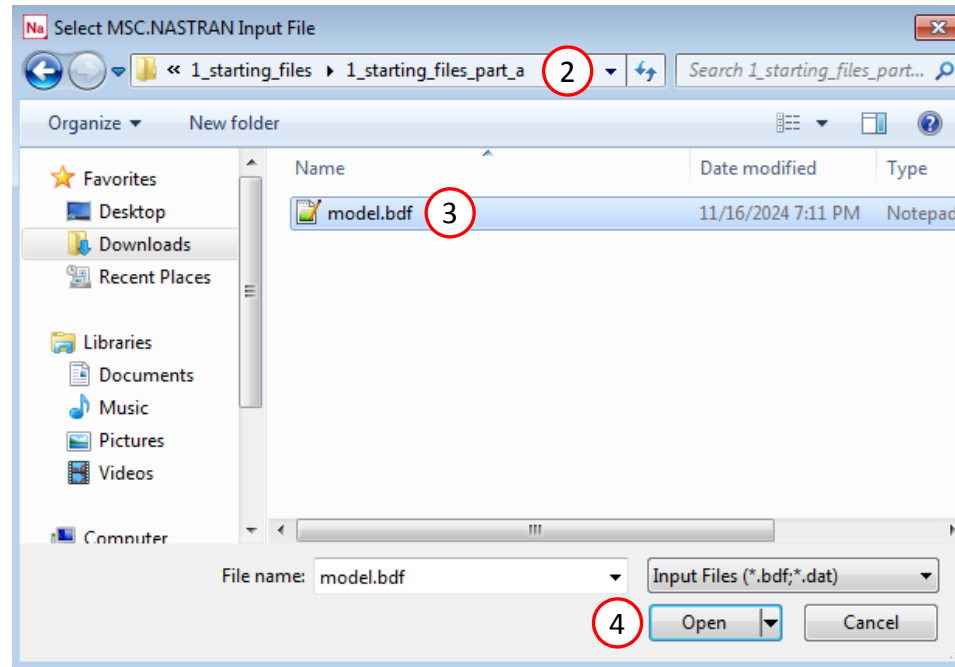 Na Select MSC.NASTRAN Input File
« 1_starting_files 1_starting_files_part_a 2 Search 1_starting_files_part...
Organize New folder
Name Date modified Type
Favorites
Desktop
Downloads
Recent Places
model.bdf 3 11/16/2024 7:11 PM Notepad
Libraries
Documents
Music
Pictures
Videos
Computer
File name: model.bdf Input Files (*.bdf;*.dat)
4 Open Cancel